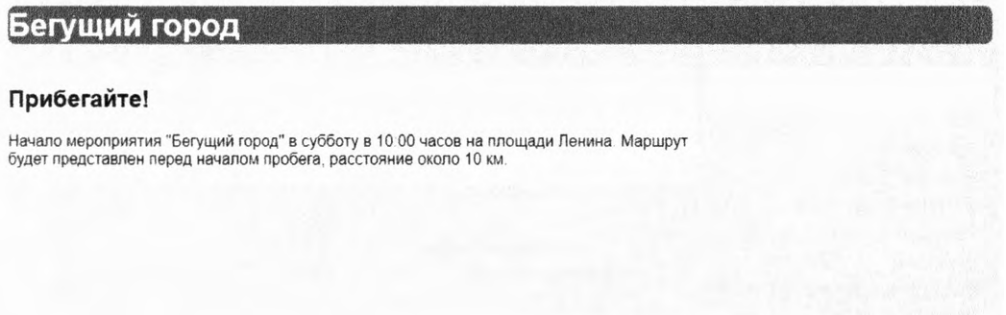 Бегущий город
Прибегайте!
Начало мероприятия "Бегущий город" в субботу в 10.00 часов на площади Ленина. Маршрут
будет представлен перед началом пробега, расстояние около 10 км.